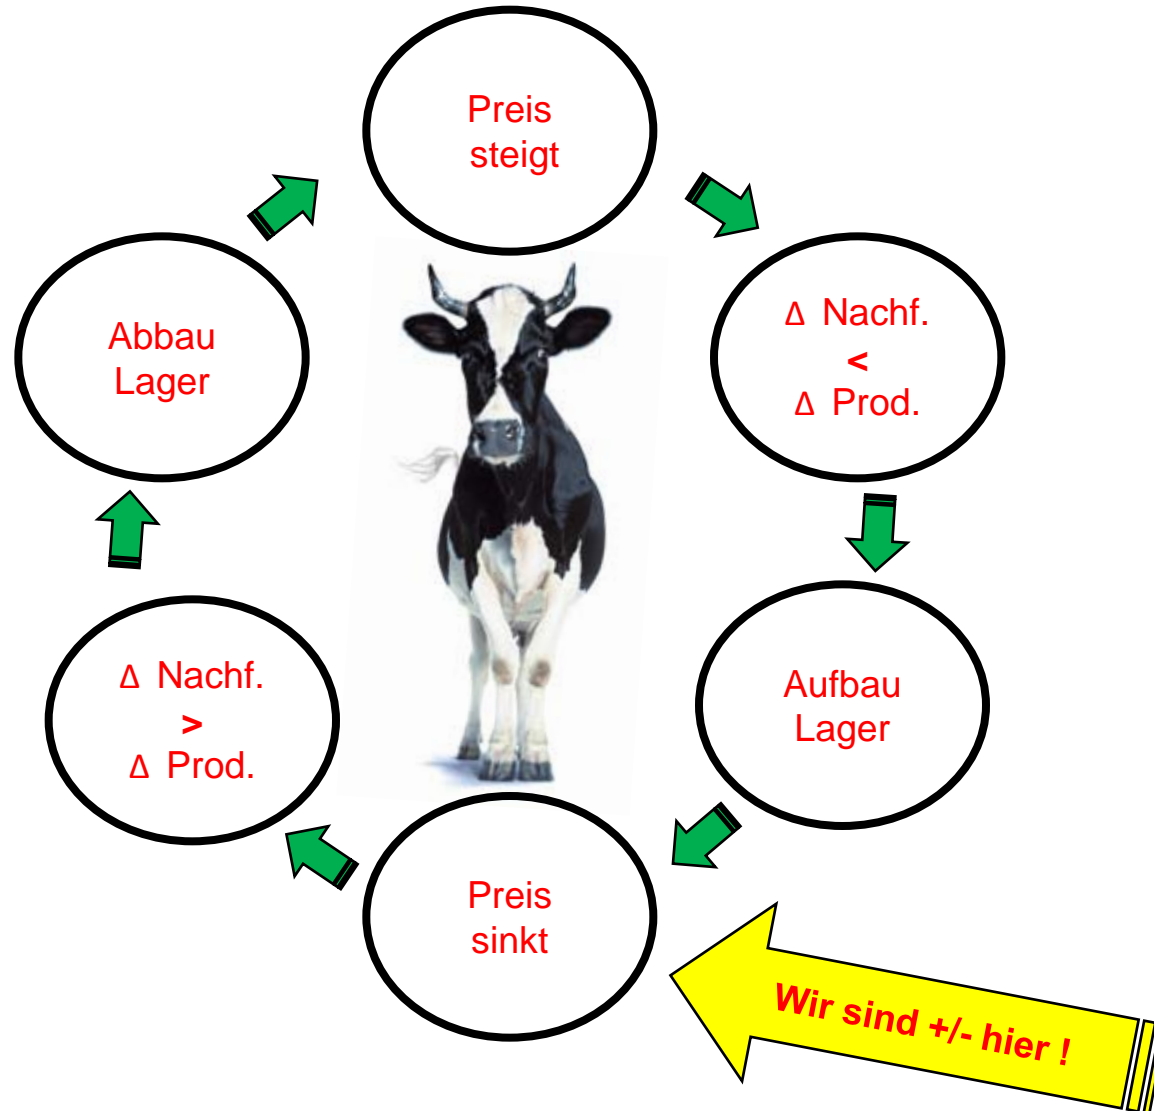 Preis
steigt
Δ Nachf.
<
Δ Prod.
Aufbau
Lager
Preis
sinkt
Δ Nachf.
>
Δ Prod.
Abbau
Lager
Wir sind +/- hier !